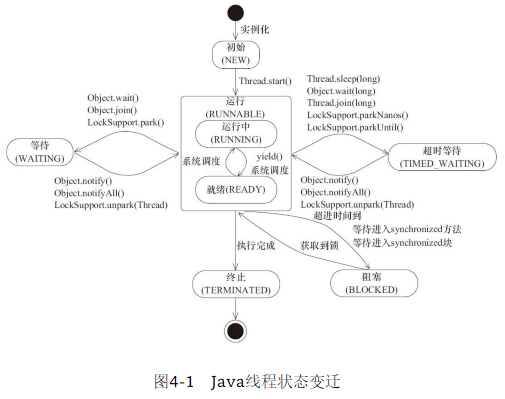 实例化
初始
(NEW)
Thread.start()
Object.wait()
Object.join()
LockSupport.park()
Thread.sleep(long)
Object.wait(long)
Thread.join(long)
LockSupport.parkNanos()
LockSupport.parkUntil()
运行
(RUNNABLE)
运行中
(RUNNING)
等待
(WAITING)
系统调度
yield()
系统调度
超时等待
(TIMED_WAITING)
就绪(READY)
Object.notify()
Object.notifyAll()
LockSupport.unpark(Thread)
Object.notify()
Object.notifyAll()
LockSupport.unpark(Thread)
超进时间到
等待进入synchronized方法
等待进入synchronized块
执行完成
获取到锁
终止
(TERMINATED)
阻塞
(BLOCKED)
图4-1 Java线程状态变迁